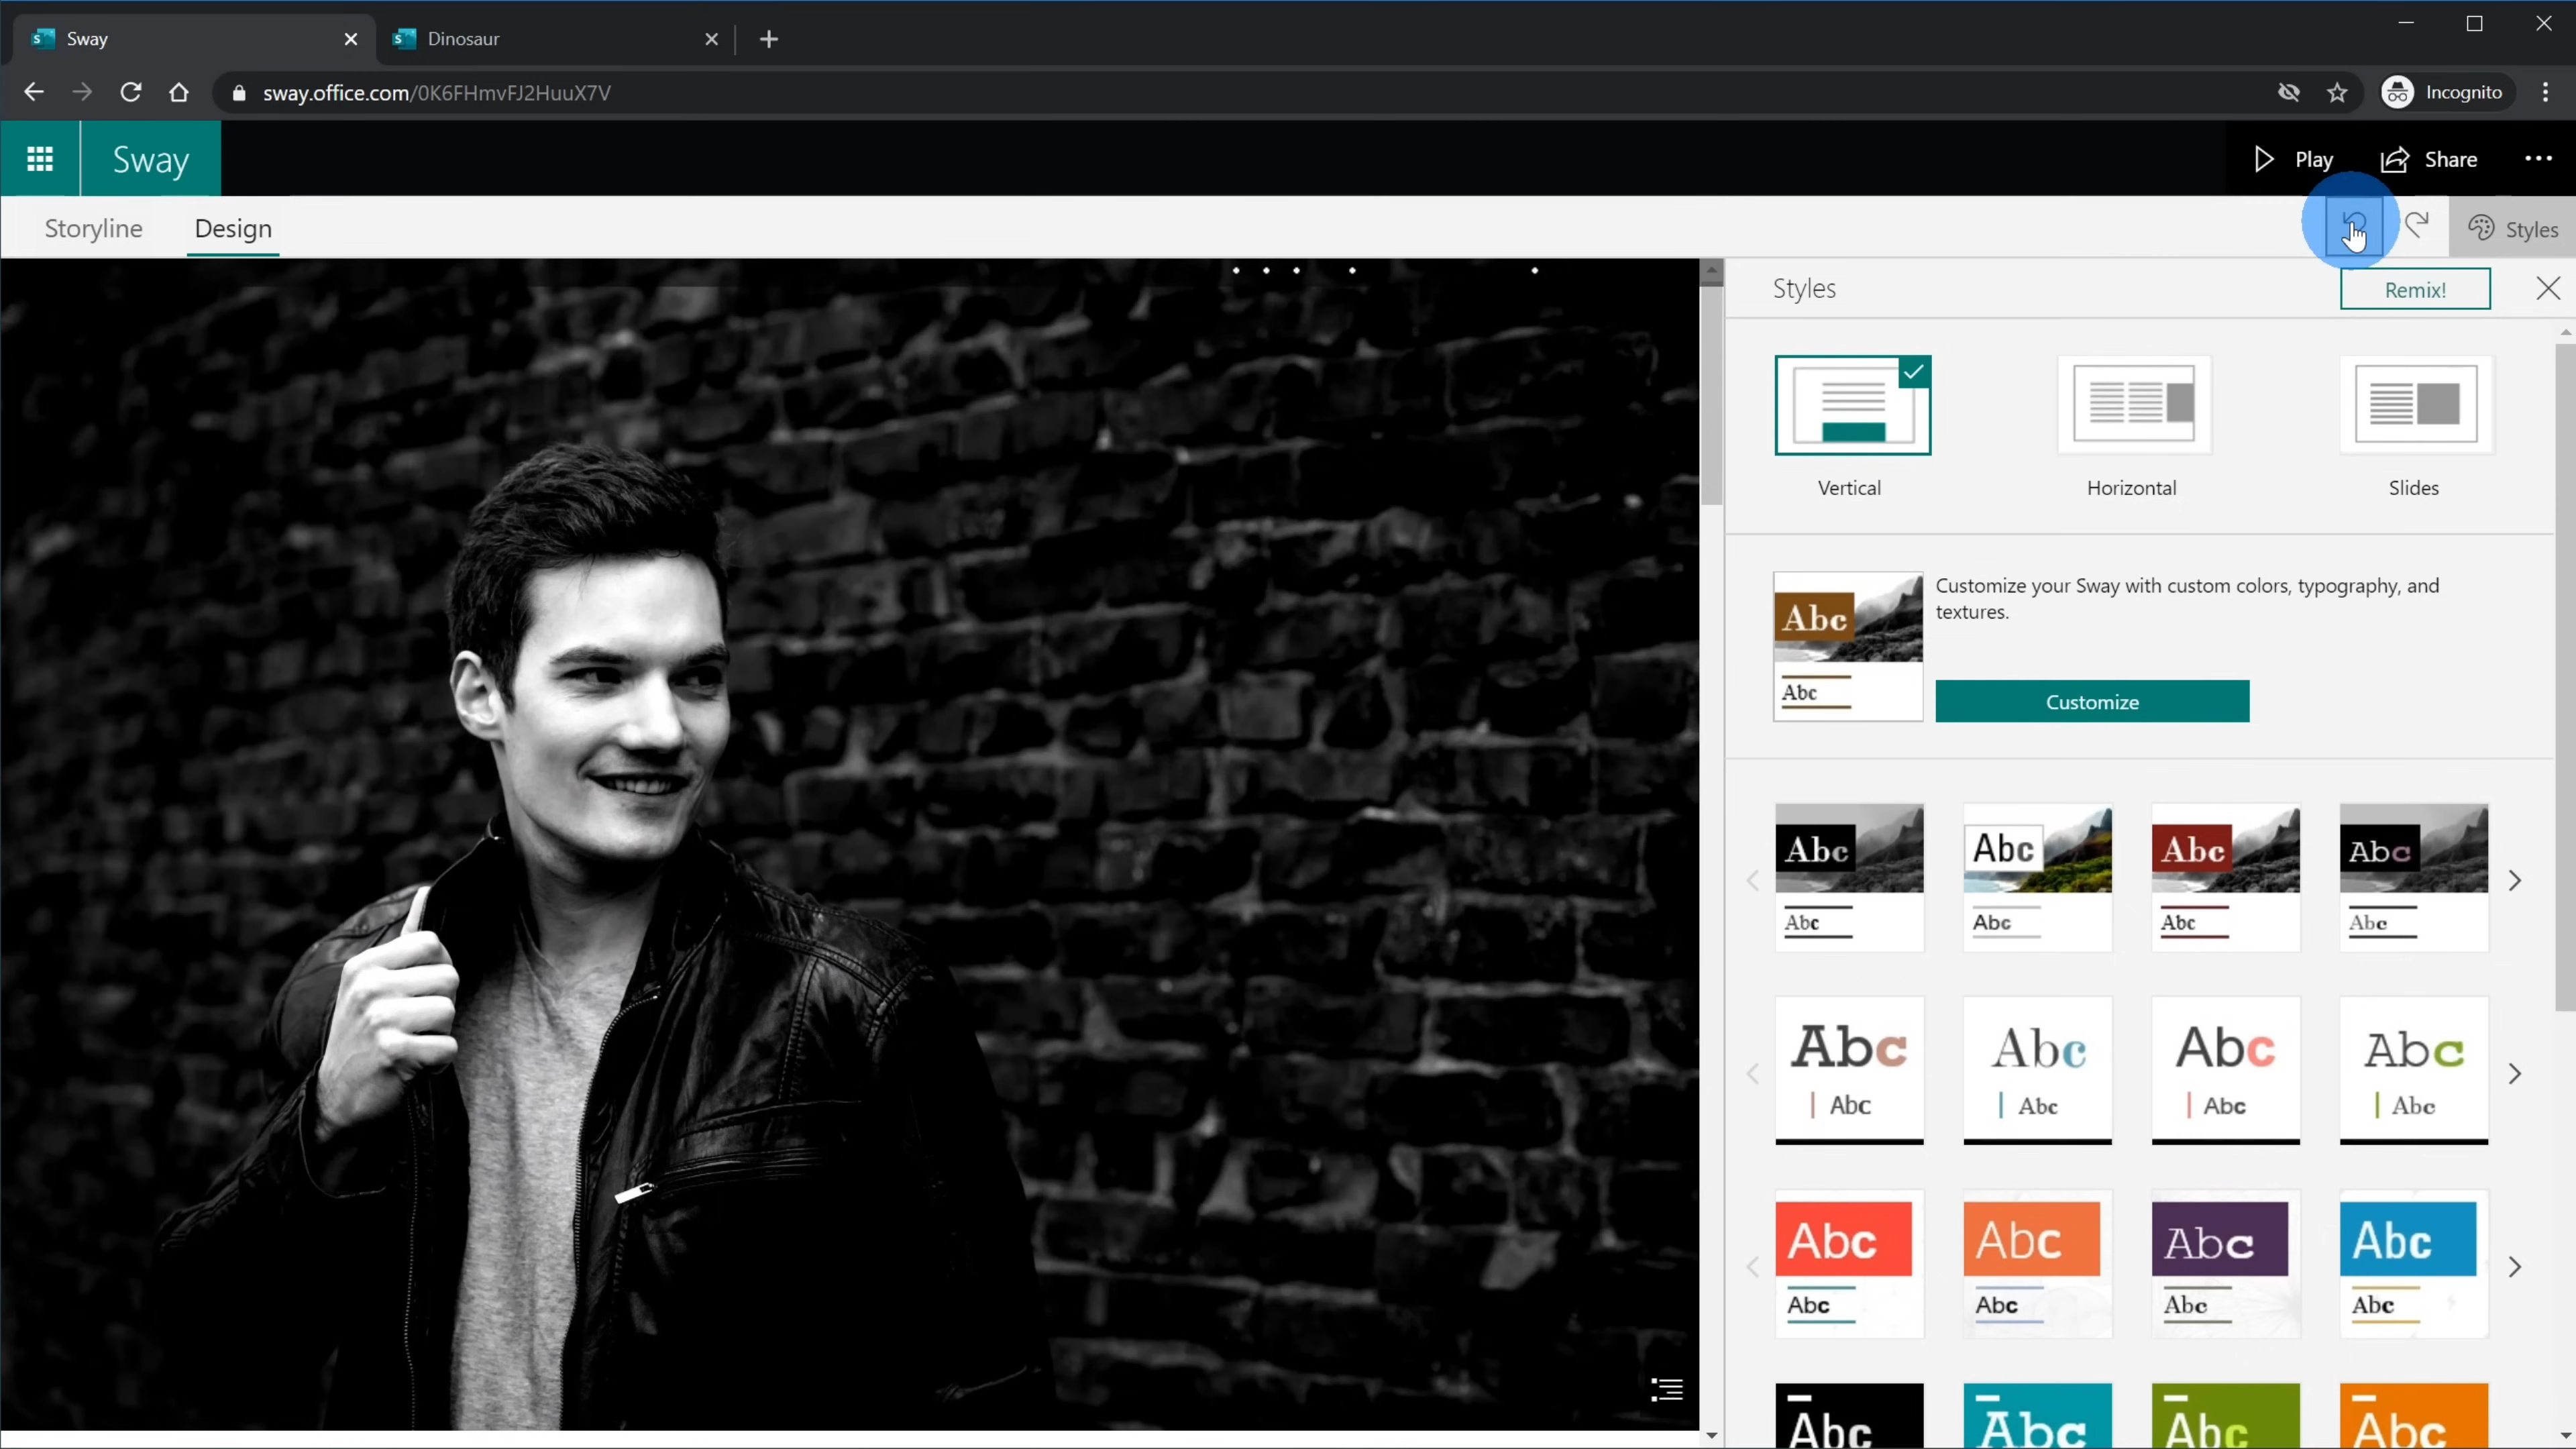 Sway
Dinosaur
sway.office.com/0K6FHmvFJ2HuuX7V
Incognito
Sway
Play
Share
Storyline
Design
Styles
Styles
Remix!
Vertical
Horizontal
Slides
Abc
Abc
Customize your Sway with custom colors, typography, and
textures.
Customize
Abc Abc Abc Abc
Abc Abc Abc Abc
Abc Abc Abc Abc
Abc Abc Abc Abc
Abc Abc Abc Abc
Abc Abc Abc Abc
Abc Abc Abc Abc